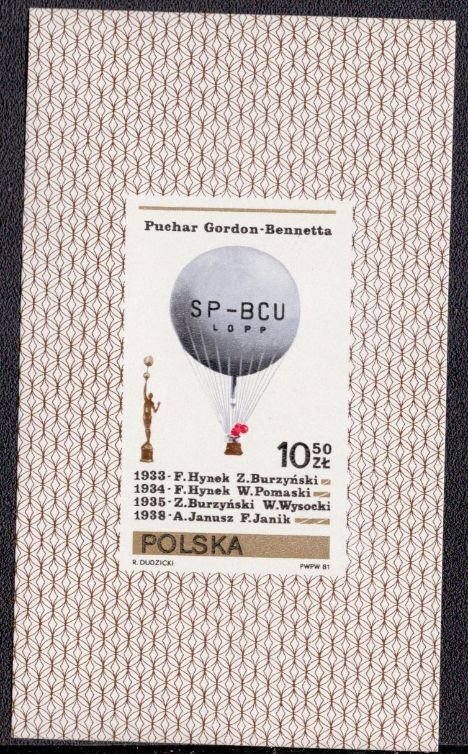 Puchar Gordon-Bennetta
SP-BCU
LOPP
10 50
ZŁ
1933-F.Hynek Z.Burzyński
1934-F.Hynek W.Pomaski
1935-Z.Burzyński W.Wysocki
1938-A.Janusz F.Janik
POLSKA
R. DUDZICKI PWPW 81